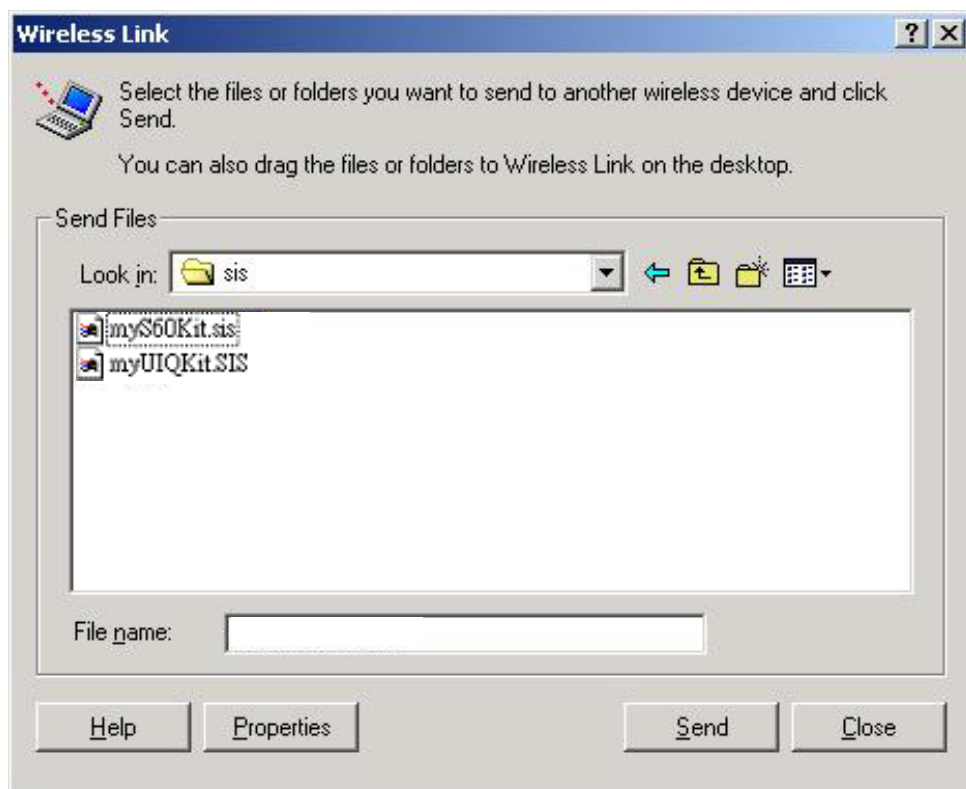 Wireless Link
Select the files or folders you want to send to another wireless device and click
Send.
You can also drag the files or folders to Wireless Link on the desktop.
Send Files
Look in: sis
myS60Kit.sis
myUIQKit.SIS
File name:
Help Properties Send Close